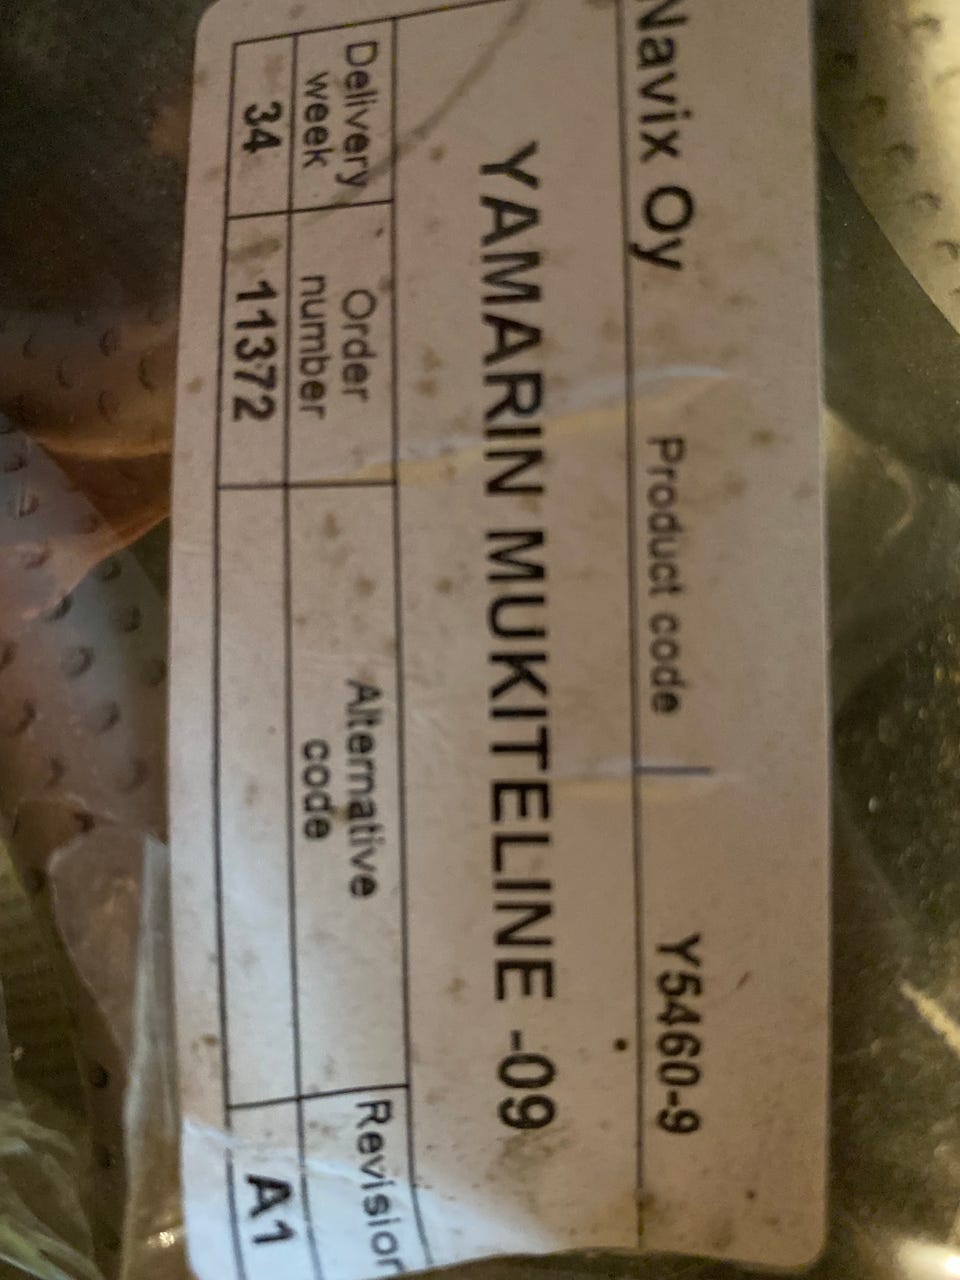 Navix Oy Product code Y5460-9
YAMARIN MUKITELINE -09
Delivery week Order number Alternative code Revision
34 11372 A1